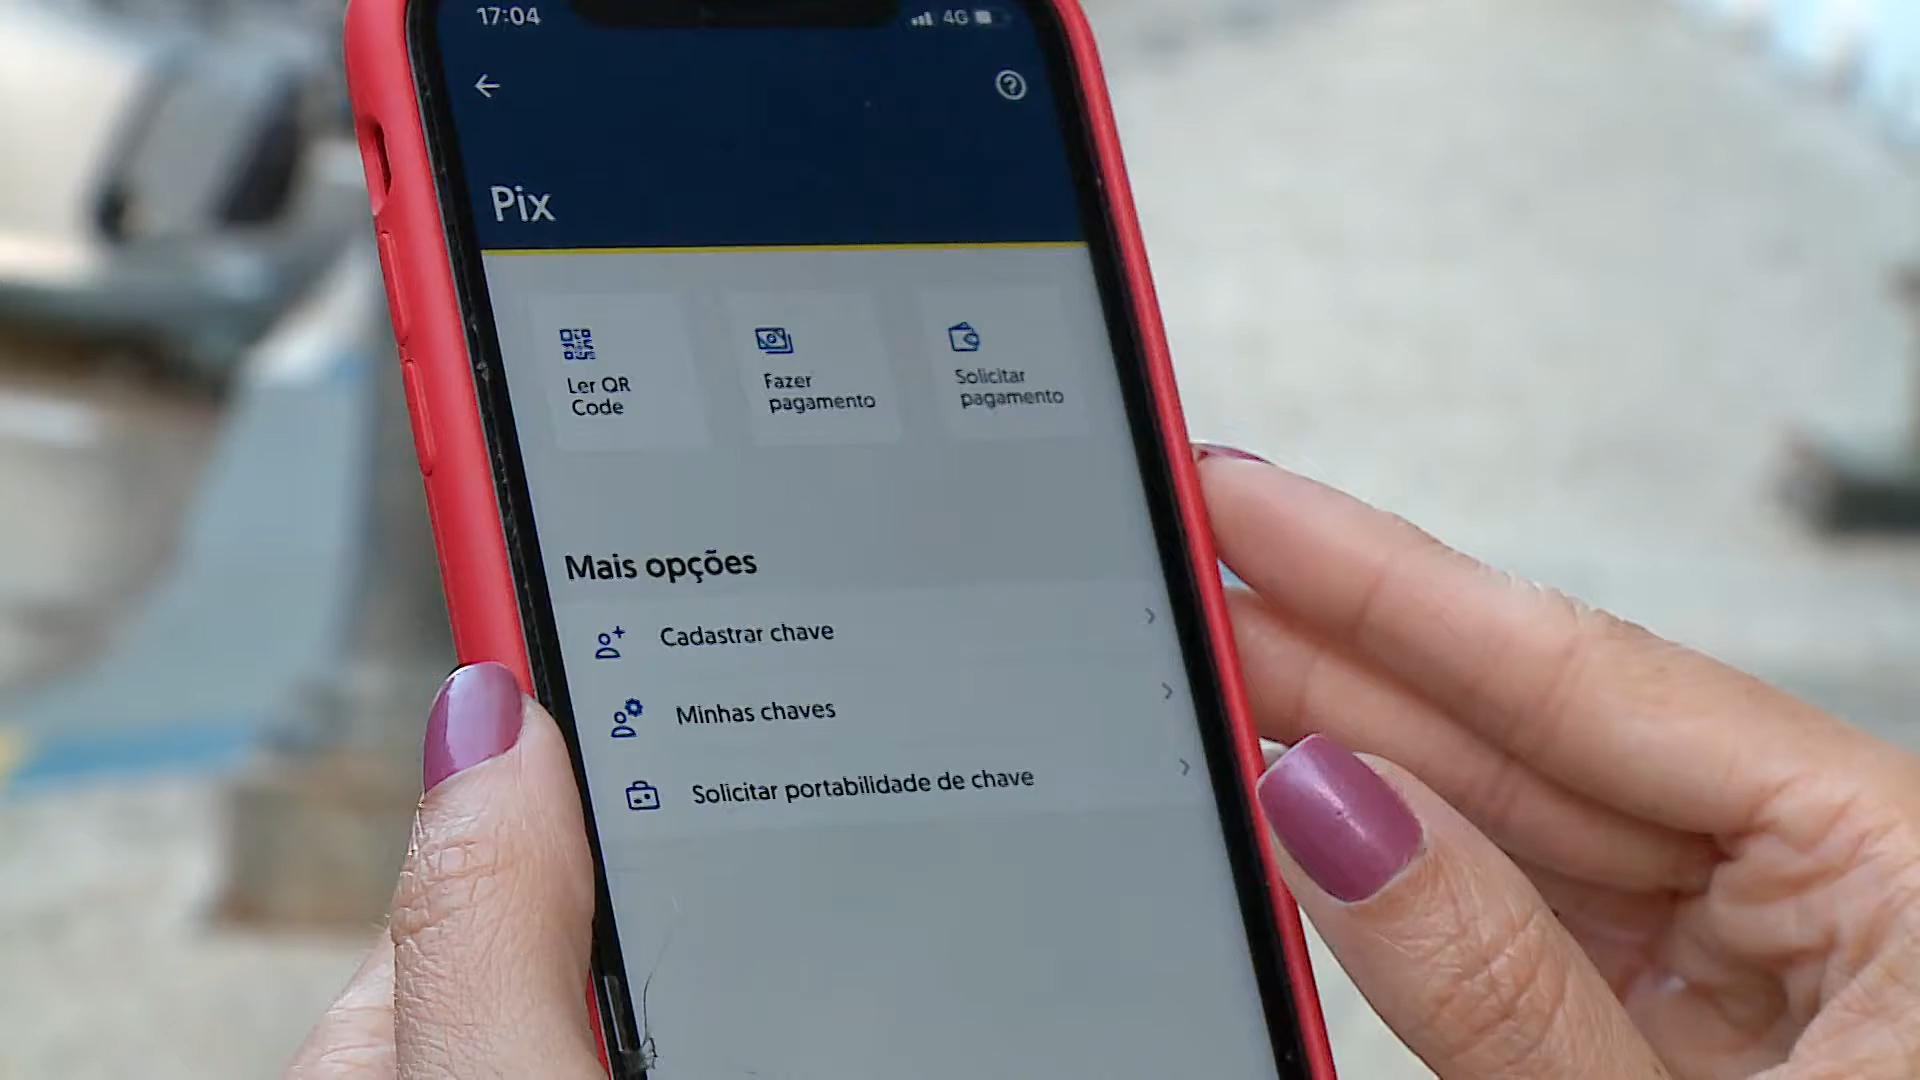 17:04
4G
Pix
Ler QR
Code
Fazer
pagamento
Solicitar
pagamento
Mais opções
Cadastrar chave
Minhas chaves
Solicitar portabilidade de chave